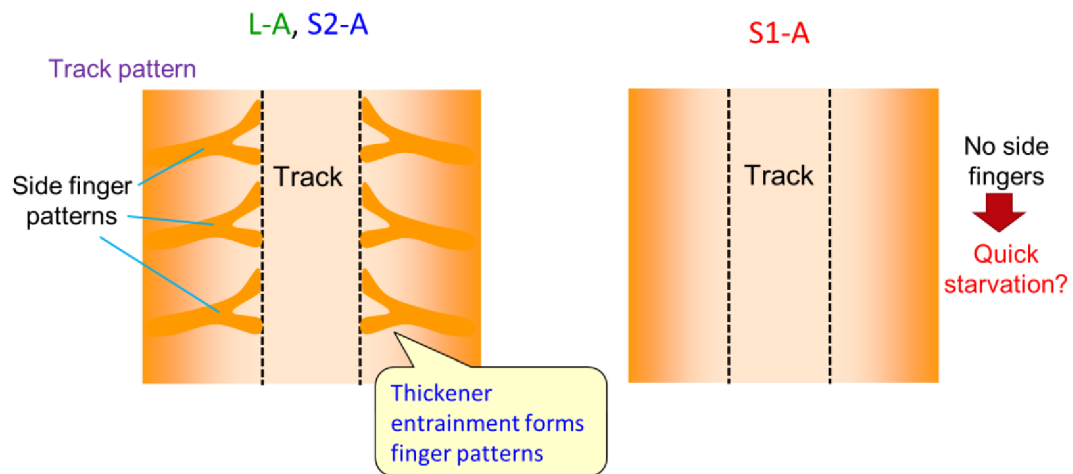 L-A, S2-A
S1-A
Track pattern
Side finger
patterns
Track
Track
No side
fingers
Quick
starvation?
Thickener
entrainment forms
finger patterns